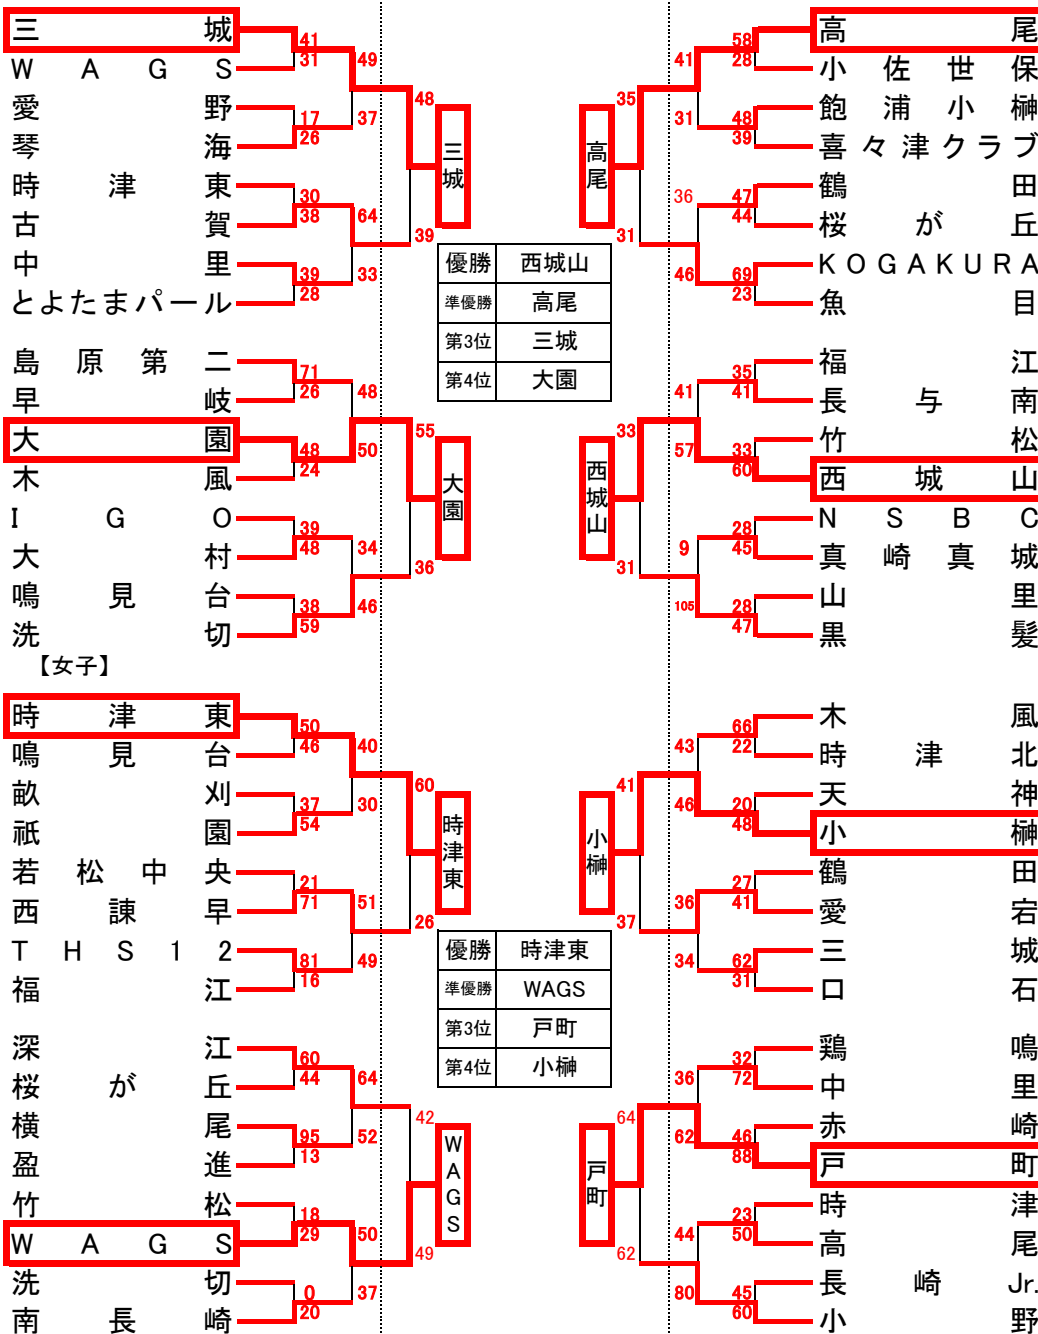 三城
41
31
WAGS
49
愛野
17
26
琴海
37
48
時津東
30
38
古賀
64
中里
39
28
とよたまパール
33
39
三城
島原第二
71
26
早岐
48
大園
48
24
木風
50
55
IGO
39
48
大村
34
鳴見台
38
59
洗切
46
36
大園
高尾
58
28
小佐世保
41
飽浦小榊
48
39
喜々津クラブ
31
35
鶴田
47
44
桜が丘
36
KOGAKURA
69
23
魚目
46
31
高尾
福江
35
41
長与南
41
竹松
33
60
西城山
57
33
NSBC
28
45
真崎真城
9
山里
28
47
黒髪
105
31
西城山
優勝 西城山
準優勝 高尾
第3位 三城
第4位 大園
【女子】
時津東
50
46
鳴見台
40
畝刈
37
54
祇園
30
60
若松中央
21
71
西諫早
51
THS12
81
16
福江
49
26
時津東
深江
60
44
桜が丘
64
横尾
95
13
盈進
52
42
竹松
18
29
WAGS
50
洗切
0
20
南長崎
37
49
WAGS
木風
66
22
時津北
43
天神
20
48
小榊
46
41
鶴田
27
41
愛宕
36
三城
62
31
口石
34
37
小榊
鶏鳴
32
72
中里
36
赤崎
46
88
戸町
62
64
時津
23
50
高尾
44
長崎Jr.
45
60
小野
80
62
戸町
優勝 時津東
準優勝 WAGS
第3位 戸町
第4位 小榊